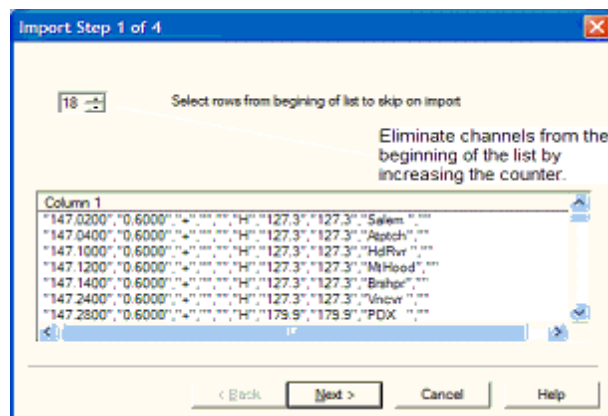 Import Step 1 of 4
18
Select rows from begining of list to skip on import
Eliminate channels from the
beginning of the list by
increasing the counter.
Column 1
"147.0200","0.6000","+","","","H","127.3","127.3","Salem ",""
"147.0400","0.6000","+","","","H","127.3","127.3","Atptch",""
"147.1000","0.6000","+","","","H","127.3","127.3","HdRvr ",""
"147.1200","0.6000","+","","","H","127.3","127.3","MtHood",""
"147.1400","0.6000","+","","","H","127.3","127.3","Brshpr",""
"147.2400","0.6000","+","","","H","127.3","127.3","Vncvr ",""
"147.2800","0.6000","+","","","H","179.9","179.9","PDX   ",""
< Back
Next >
Cancel
Help